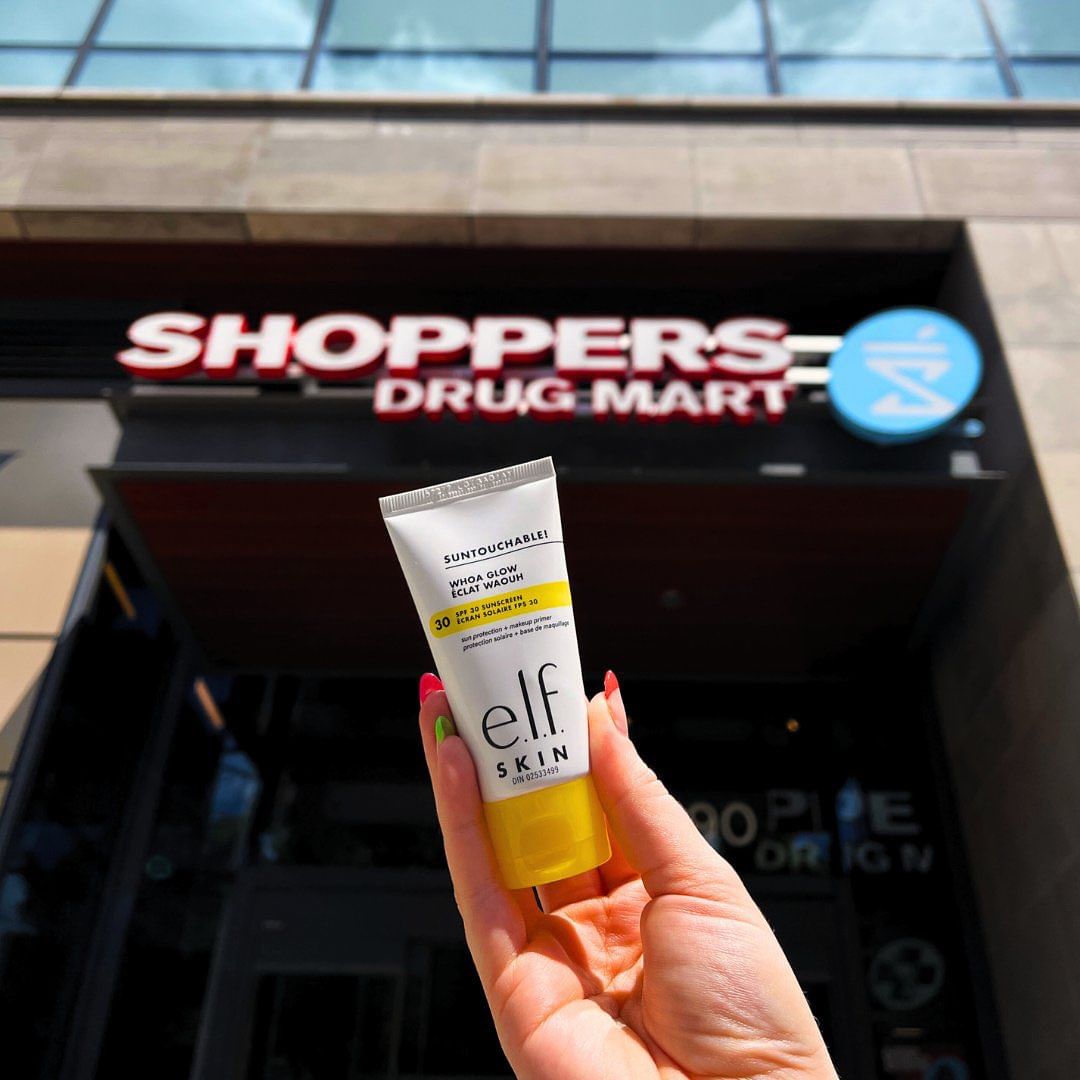 SHOPPERS
DRUG MART
SUNTOUCHABLE!
WHOA GLOW
ÉCLAT WAOUH
30 SPF 30 SUNSCREEN
ÉCRAN SOLAIRE FPS 30
sun protection + makeup primer
protection solaire + base de maquillage
e.l.f.
SKIN
DIN 02533499
90